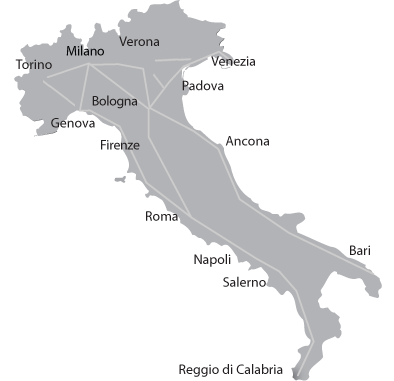 Verona
Milano
Torino
Venezia
Padova
Bologna
Genova
Firenze
Ancona
Roma
Bari
Napoli
Salerno
Reggio di Calabria